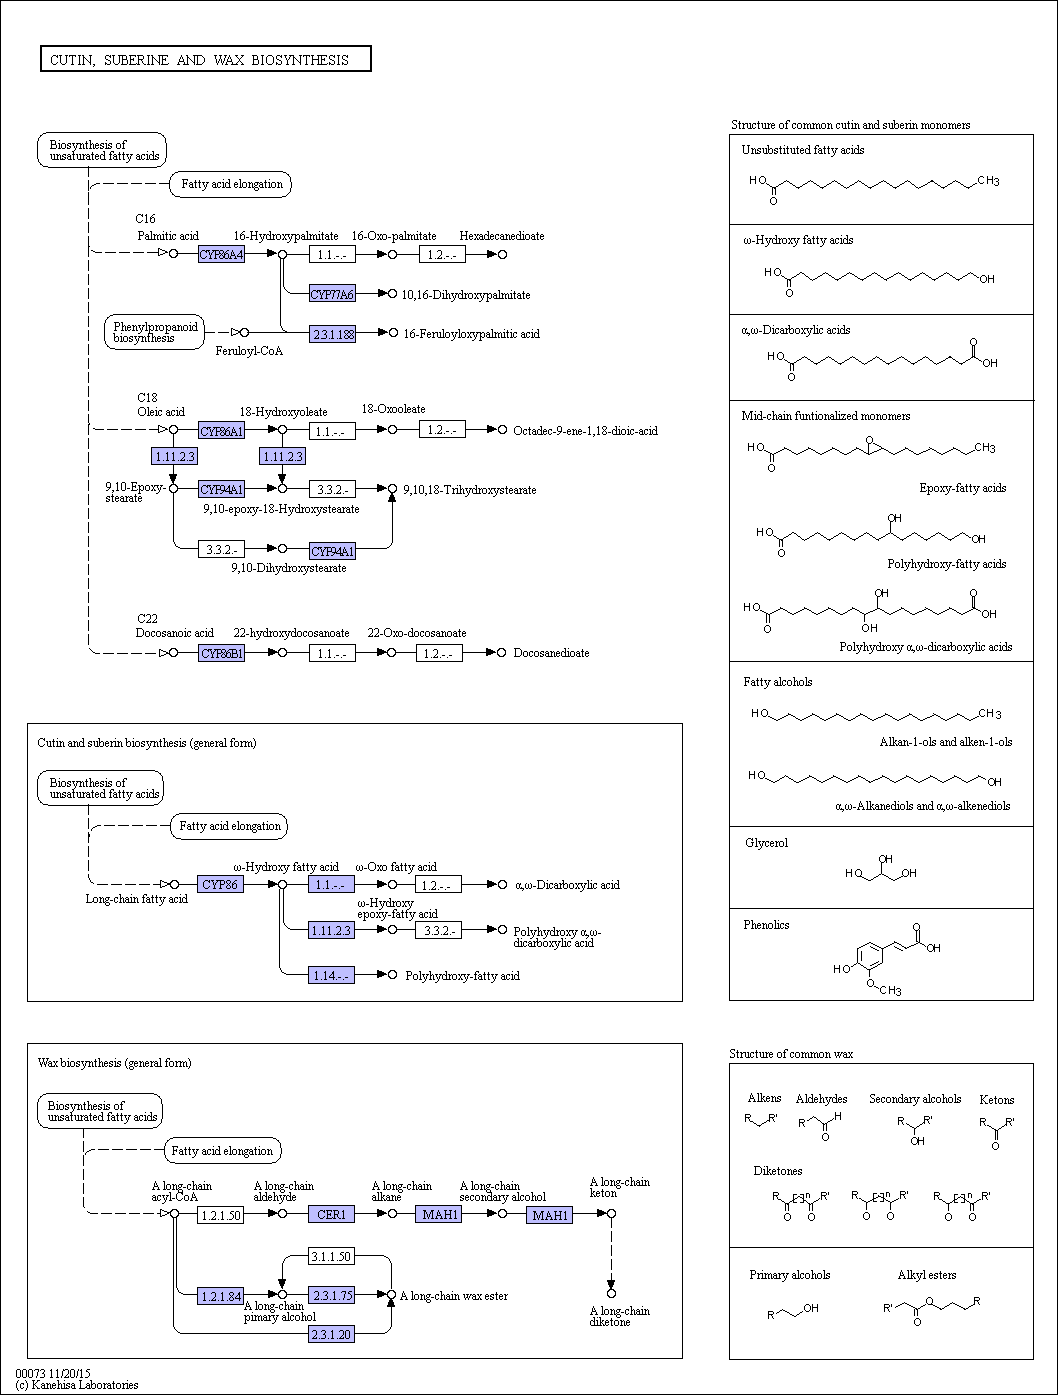 CUTIN, SUBERINE AND WAX BIOSYNTHESIS
Biosynthesis of
unsaturated fatty acids
Fatty acid elongation
C16
Palmitic acid
CYP86A4
16-Hydroxypalmitate
1.1.-.-
16-Oxo-palmitate
1.2.-.-
Hexadecanedioate
CYP77A6
10,16-Dihydroxypalmitate
Phenylpropanoid
biosynthesis
Feruloyl-CoA
2.3.1.188
16-Feruloyloxypalmitic acid
C18
Oleic acid
CYP86A1
18-Hydroxyoleate
1.1.-.-
18-Oxooleate
1.2.-.-
Octadec-9-ene-1,18-dioic-acid
1.11.2.3
1.11.2.3
9,10-Epoxy-
stearate
CYP94A1
9,10-epoxy-18-Hydroxystearate
3.3.2.-
9,10,18-Trihydroxystearate
3.3.2.-
9,10-Dihydroxystearate
CYP94A1
C22
Docosanoic acid
CYP86B1
22-hydroxydocosanoate
1.1.-.-
22-Oxo-docosanoate
1.2.-.-
Docosanedioate
Cutin and suberin biosynthesis (general form)
Biosynthesis of
unsaturated fatty acids
Fatty acid elongation
Long-chain fatty acid
CYP86
ω-Hydroxy fatty acid
1.1.-.-
ω-Oxo fatty acid
1.2.-.-
α,ω-Dicarboxylic acid
1.11.2.3
ω-Hydroxy
epoxy-fatty acid
3.3.2.-
Polyhydroxy α,ω-
dicarboxylic acid
1.14.-.-
Polyhydroxy-fatty acid
Wax biosynthesis (general form)
Biosynthesis of
unsaturated fatty acids
Fatty acid elongation
A long-chain
acyl-CoA
1.2.1.50
A long-chain
aldehyde
CER1
A long-chain
alkane
MAH1
A long-chain
secondary alcohol
MAH1
A long-chain
keton
3.1.1.50
1.2.1.84
A long-chain
pimary alcohol
2.3.1.75
A long-chain wax ester
2.3.1.20
A long-chain
diketone
00073 11/20/15
(c) Kanehisa Laboratories
Structure of common cutin and suberin monomers
Unsubstituted fatty acids
HO O CH3
ω-Hydroxy fatty acids
HO O OH
α,ω-Dicarboxylic acids
HO O O OH
Mid-chain funtionalized monomers
HO O O CH3
Epoxy-fatty acids
HO O OH OH
Polyhydroxy-fatty acids
HO O OH OH O OH
Polyhydroxy α,ω-dicarboxylic acids
Fatty alcohols
HO CH3
Alkan-1-ols and alken-1-ols
HO OH
α,ω-Alkanediols and α,ω-alkenediols
Glycerol
HO OH OH
Phenolics
HO O CH3 O OH
Structure of common wax
Alkens
R R'
Aldehydes
R O H
Secondary alcohols
R OH R'
Ketons
R O R'
Diketones
R O [ ]n O R'
R O [ ]n O R'
R O [ ]n O R'
Primary alcohols
R OH
Alkyl esters
R' O O R